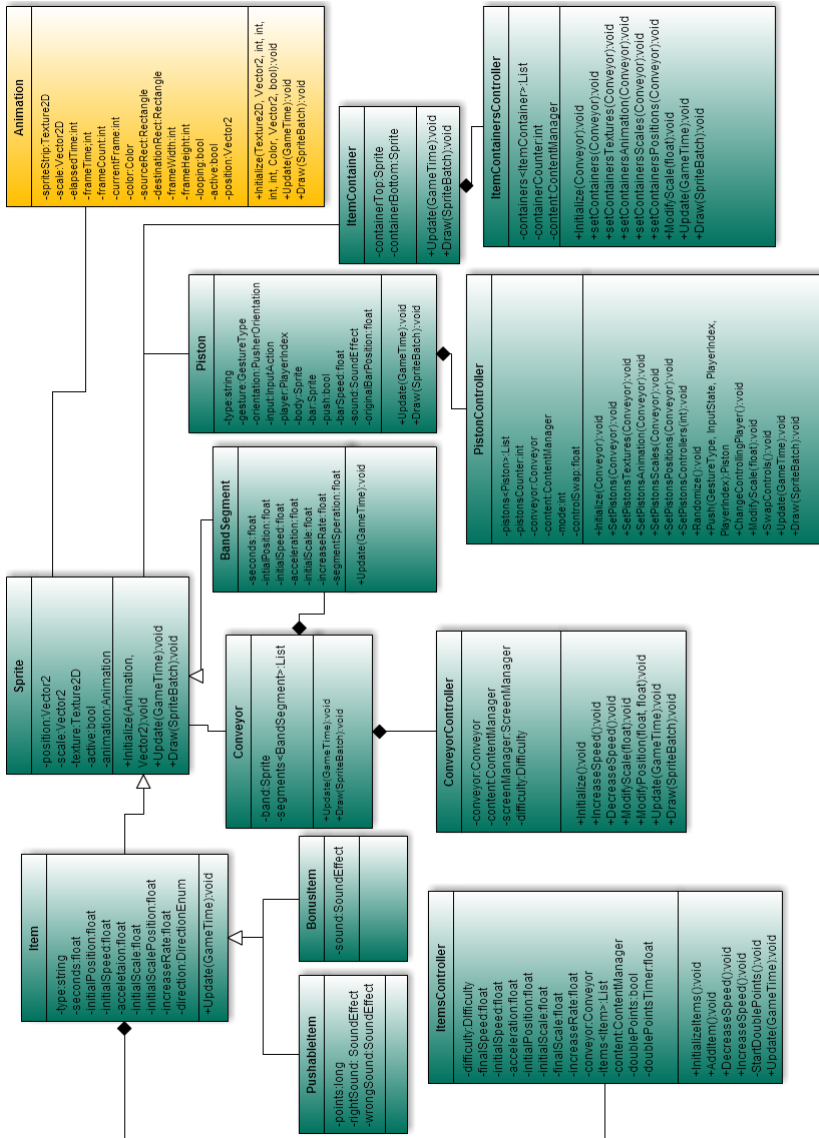 Animation
-spriteStrip:Texture2D
-scale:Vector2D
-elapsedTime:int
-frameTime:int
-frameCount:int
-currentFrame:int
-color:Color
-sourceRect:Rectangle
-destinationRect:Rectangle
-frameWidth:int
-frameHeight:int
-looping:bool
-active:bool
-position:Vector2
+Initialize(Texture2D, Vector2, int, int,
int, int, Color, Vector2, bool):void
+Update(GameTime):void
+Draw(SpriteBatch):void
ItemContainer
-containerTop:Sprite
-containerBottom:Sprite
+Update(GameTime):void
+Draw(SpriteBatch):void
ItemContainersController
-containers<ItemContainer>:List
-containerCounter:int
-content:ContentManager
+Initialize(Conveyor):void
+setContainers(Conveyor):void
+setContainersTextures(Conveyor):void
+setContainersAnimation(Conveyor):void
+setContainersScales(Conveyor):void
+setContainersPositions(Conveyor):void
+ModifyScale(float):void
+Update(GameTime):void
+Draw(SpriteBatch):void
Piston
-type:string
-gesture:GestureType
-orientation:PusherOrientation
-input:InputAction
-player:PlayerIndex
-body:Sprite
-bar:Sprite
-push:bool
-barSpeed:float
-sound:SoundEffect
-originalBarPosition:float
+Update(GameTime):void
+Draw(SpriteBatch):void
PistonController
-pistons<Piston>:List
-pistonsCounter:int
-conveyor:Conveyor
-content:ContentManager
-mode:int
-controlSwap:float
+Initialize(Conveyor):void
+SetPistons(Conveyor):void
+SetPistonsTextures(Conveyor):void
+SetPistonsAnimation(Conveyor):void
+SetPistonsScales(Conveyor):void
+SetPistonsPositions(Conveyor):void
+SetPistonsControllers(int):void
+Randomize():void
+Push(GestureType, InputState, PlayerIndex,
PlayerIndex):Piston
+ChangeControllingPlayer():void
+ModifyScale(float):void
+SwapControls():void
+Update(GameTime):void
+Draw(SpriteBatch):void
BandSegment
-seconds:float
-intialPosition:float
-initialSpeed:float
-acceleration:float
-initialScale:float
-increaseRate:float
-segmentSperation:float
+Update(GameTime):void
Sprite
-position:Vector2
-scale:Vector2
-texture:Texture2D
-active:bool
-animation:Animation
+Initialize(Animation,
Vector2):void
+Update(GameTime):void
+Draw(SpriteBatch):void
Conveyor
-band:Sprite
-segments<BandSegment>:List
+Update(GameTime):void
+Draw(SpriteBatch):void
ConveyorController
-conveyor:Conveyor
-content:ContentManager
-screenManager:ScreenManager
-difficulty:Difficulty
+Initialize():void
+IncreaseSpeed():void
+DecreaseSpeed():void
+ModifyScale(float):void
+ModifyPosition(float, float):void
+Update(GameTime):void
+Draw(SpriteBatch):void
Item
-type:string
-seconds:float
-initialPosition:float
-initialSpeed:float
-acceletaion:float
-initialScale:float
-initialScalePosition:float
-increaseRate:float
-direction:DirectionEnum
+Update(GameTime):void
BonusItem
-sound:SoundEffect
PushableItem
-points:long
-rightSound: SoundEffect
-wrongSound:SoundEffect
ItemsController
-difficulty:Difficulty
-finalSpeed:float
-initialSpeed:float
-acceleration:float
-initialPosition:float
-initialScale:float
-finalScale:float
-increaseRate:float
-conveyor:Conveyor
-items<Item>:List
-content:ContentManager
-doublePoints:bool
-doublePointsTimer:float
+InitializeItems():void
+AddItem():void
+DecreaseSpeed():void
+IncreaseSpeed():void
-StartDoublePoints():void
+Update(GameTime):void